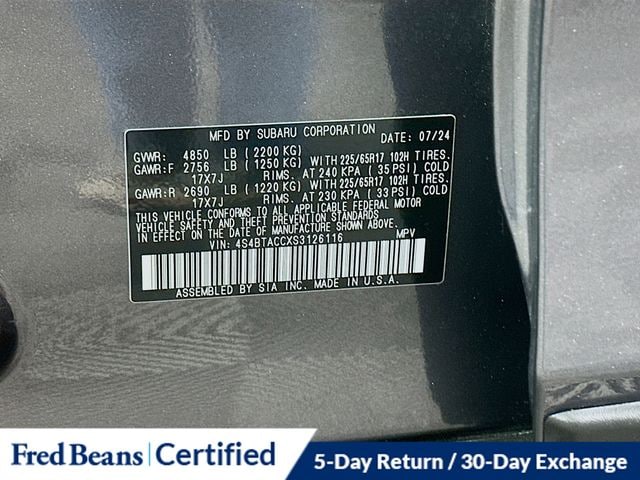 MFD BY SUBARU CORPORATION DATE: 07/24
GVWR: 4850 LB (2200 KG)
GAWR:F 2756 LB (1250 KG) WITH 225/65R17 102H TIRES.
17X7J RIMS. AT 240 KPA ( 35 PSI) COLD
GAWR:R 2690 LB (1220 KG) WITH 225/65R17 102H TIRES.
17X7J RIMS. AT 230 KPA ( 33 PSI) COLD
THIS VEHICLE CONFORMS TO ALL APPLICABLE FEDERAL MOTOR
VEHICLE SAFETY AND THEFT PREVENTION STANDARDS
IN EFFECT ON THE DATE OF MANUFACTURE SHOWN ABOVE.
VIN: 4S4BTACCXS3126116 MPV
ASSEMBLED BY SIA INC. MADE IN U.S.A.
Fred Beans Certified 5-Day Return / 30-Day Exchange